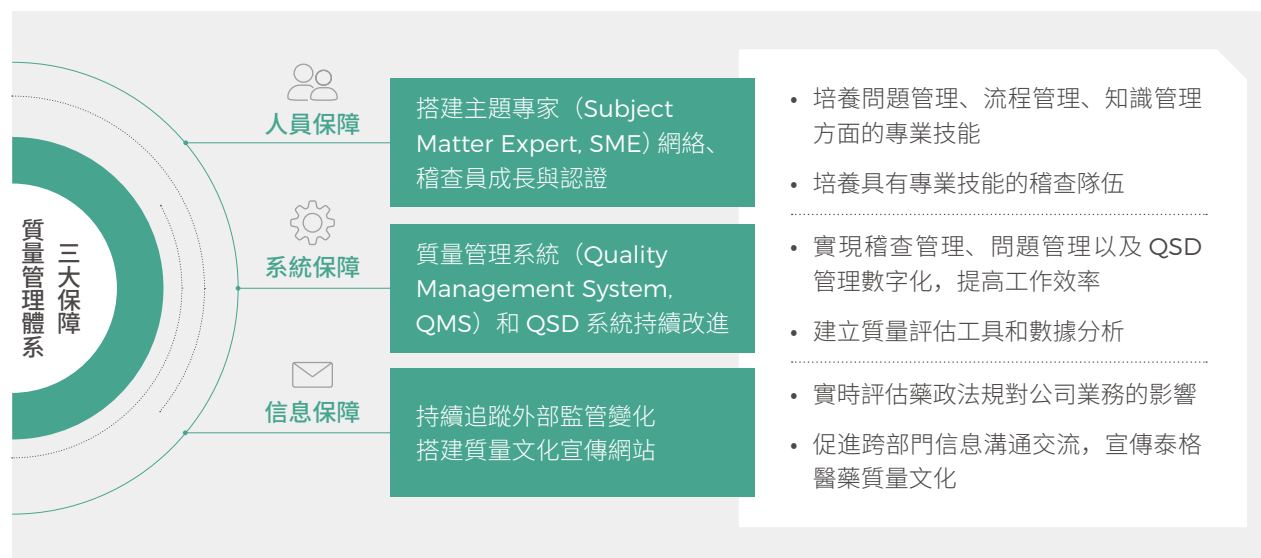 三大保障
質量管理體系
人員保障
搭建主題專家（Subject
Matter Expert, SME）網絡、
稽查員成長與認證
• 培養問題管理、流程管理、知識管理
方面的專業技能
• 培養具有專業技能的稽查隊伍
系統保障
質量管理系統（Quality
Management System,
QMS）和 QSD 系統持續改進
• 實現稽查管理、問題管理以及 QSD
管理數字化，提高工作效率
• 建立質量評估工具和數據分析
信息保障
持續追蹤外部監管變化
搭建質量文化宣傳網站
• 實時評估藥政法規對公司業務的影響
• 促進跨部門信息溝通交流，宣傳泰格
醫藥質量文化